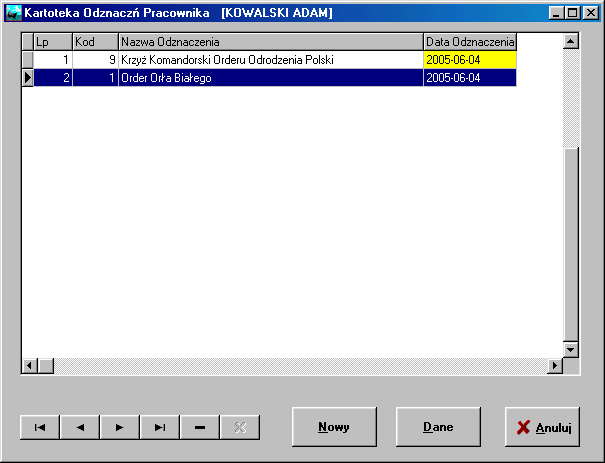 Kartoteka Odznaczń Pracownika [KOWALSKI ADAM]
Lp Kod Nazwa Odznaczenia Data Odznaczenia
1 9 Krzyż Komandorski Orderu Odrodzenia Polski 2005-06-04
2 1 Order Orła Białego 2005-06-04
Nowy Dane Anuluj